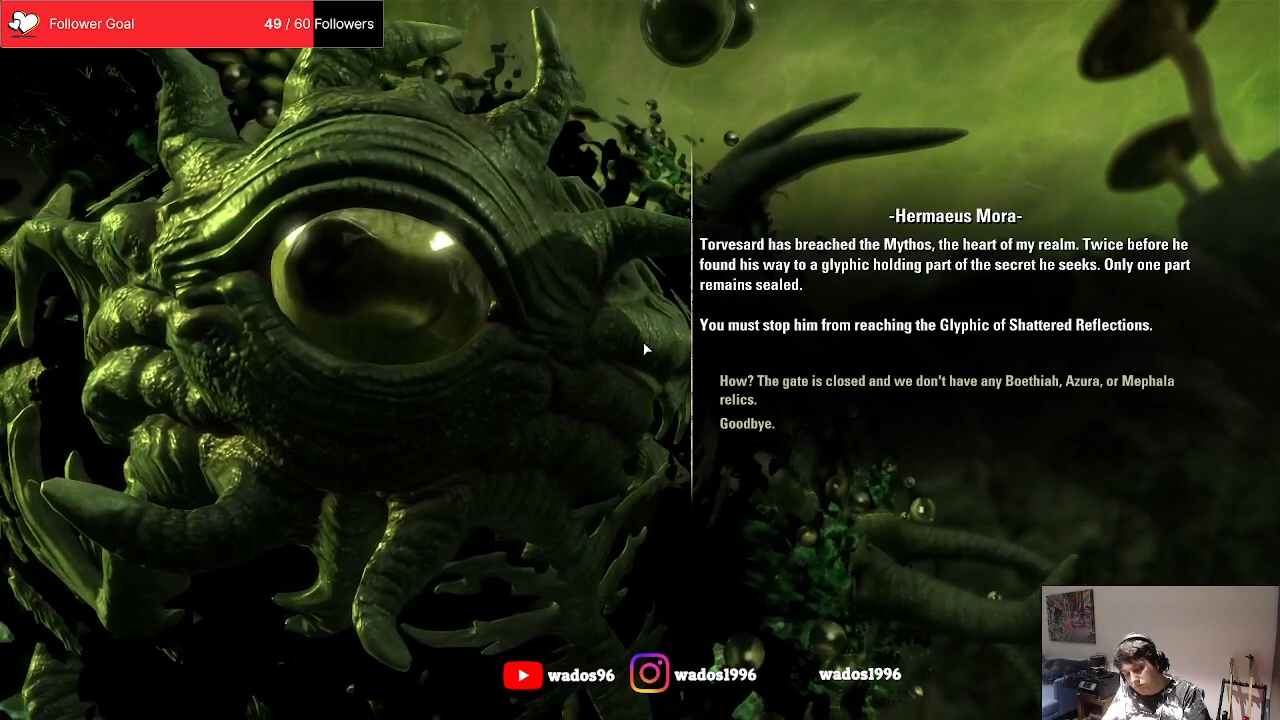 Follower Goal
49 / 60 Followers
-Hermaeus Mora-
Torvesard has breached the Mythos, the heart of my realm. Twice before he
found his way to a glyphic holding part of the secret he seeks. Only one part
remains sealed.
You must stop him from reaching the Glyphic of Shattered Reflections.
How? The gate is closed and we don't have any Boethiah, Azura, or Mephala
relics.
Goodbye.
wados96
wados1996
wados1996